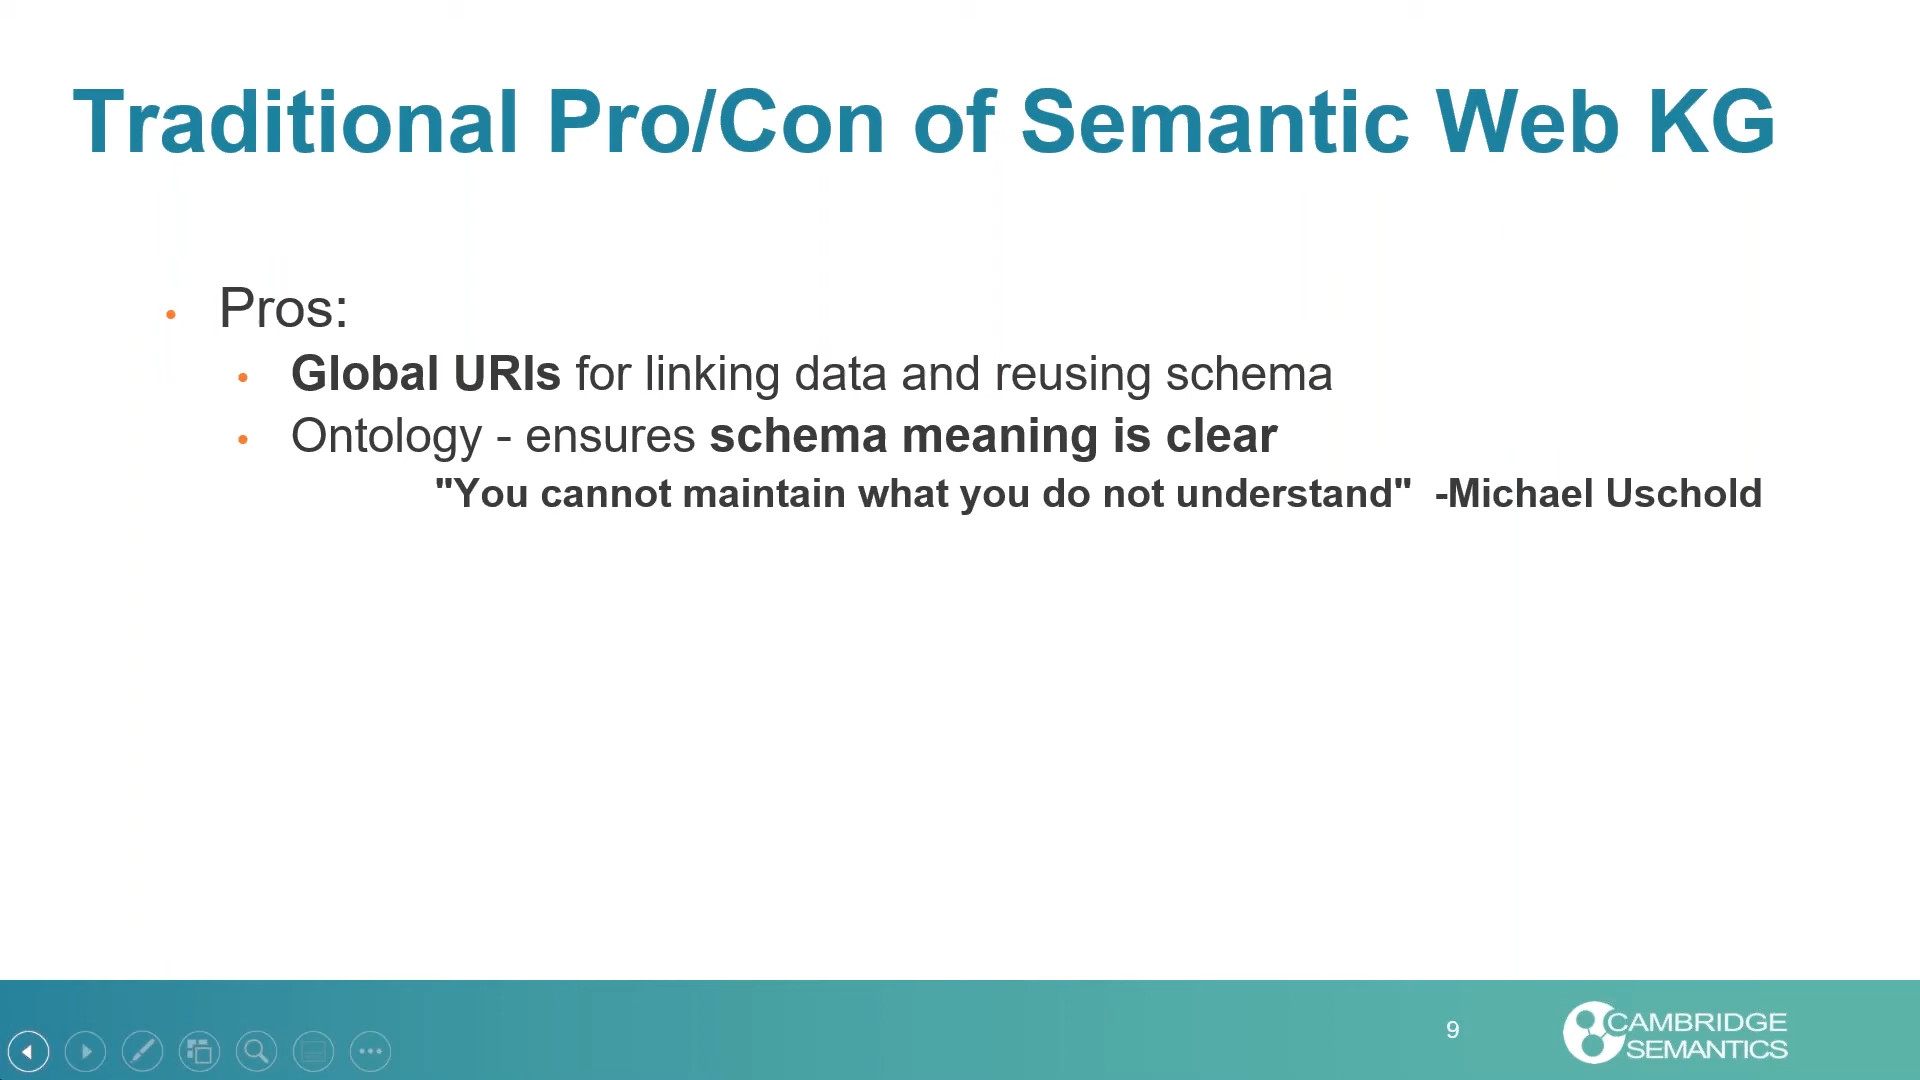 Traditional Pro/Con of Semantic Web KG
Pros:
Global URIs for linking data and reusing schema
Ontology - ensures schema meaning is clear
"You cannot maintain what you do not understand"  -Michael Uschold
9
CAMBRIDGE
SEMANTICS